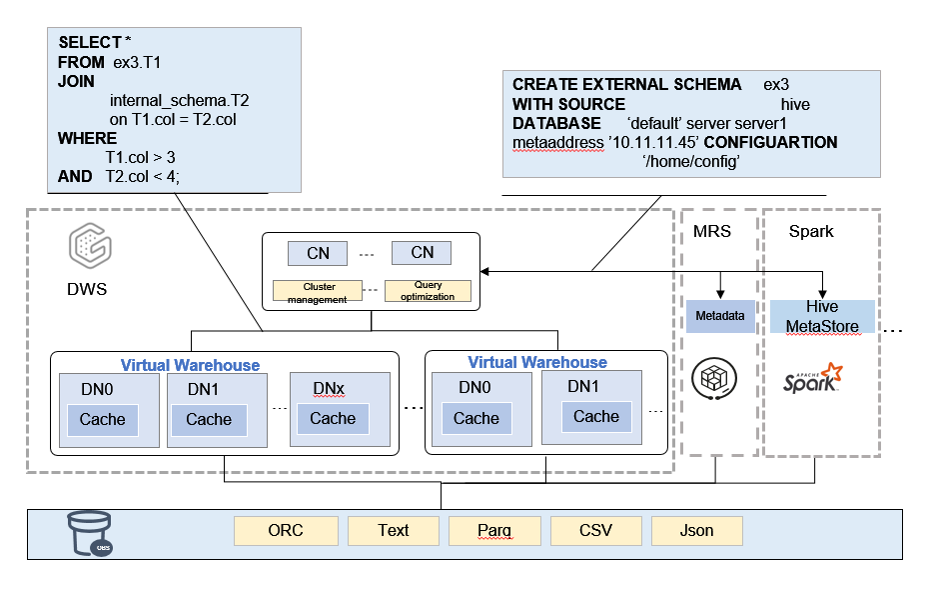 SELECT *
FROM ex3.T1
JOIN
internal_schema.T2
on T1.col = T2.col
WHERE
T1.col > 3
AND T2.col < 4;
CREATE EXTERNAL SCHEMA ex3
WITH SOURCE hive
DATABASE ‘default’ server server1
metaaddress ’10.11.11.45’ CONFIGUARTION
‘/home/config’
DWS
CN --- CN
Cluster
management
---
Query
optimization
MRS
Metadata
Spark
Hive
MetaStore
...
APACHE
Spark
Virtual Warehouse
DN0
Cache
DN1
Cache
...
DNx
Cache
...
Virtual Warehouse
DN0
Cache
DN1
Cache
...
OBS
ORC
Text
Parq
CSV
Json